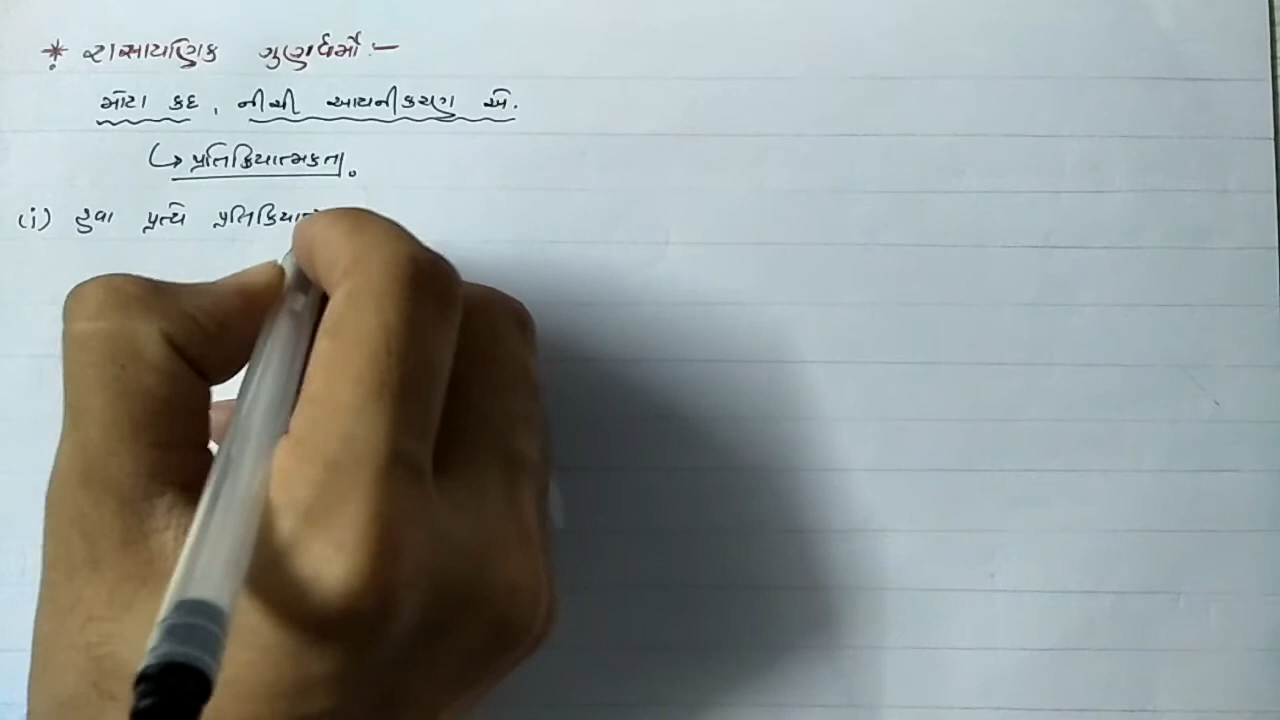 * રાસાયણિક ગુણધર્મો :-
મોટા કદ , નીચી આયનીકરણ એ.
↳ પ્રતિક્રિયાત્મકતા.
(i) હવા પ્રત્યે